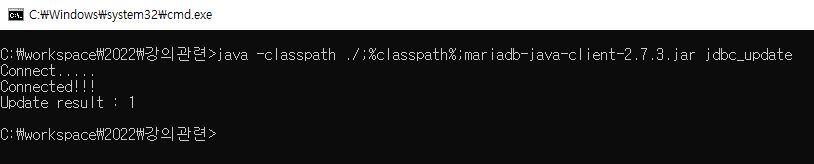 C:₩Windows₩system32₩cmd.exe
C:₩workspace₩2022₩강의관련>java -classpath ./;%classpath%;mariadb-java-client-2.7.3.jar jdbc_update
Connect.....
Connected!!!
Update result : 1
C:₩workspace₩2022₩강의관련>